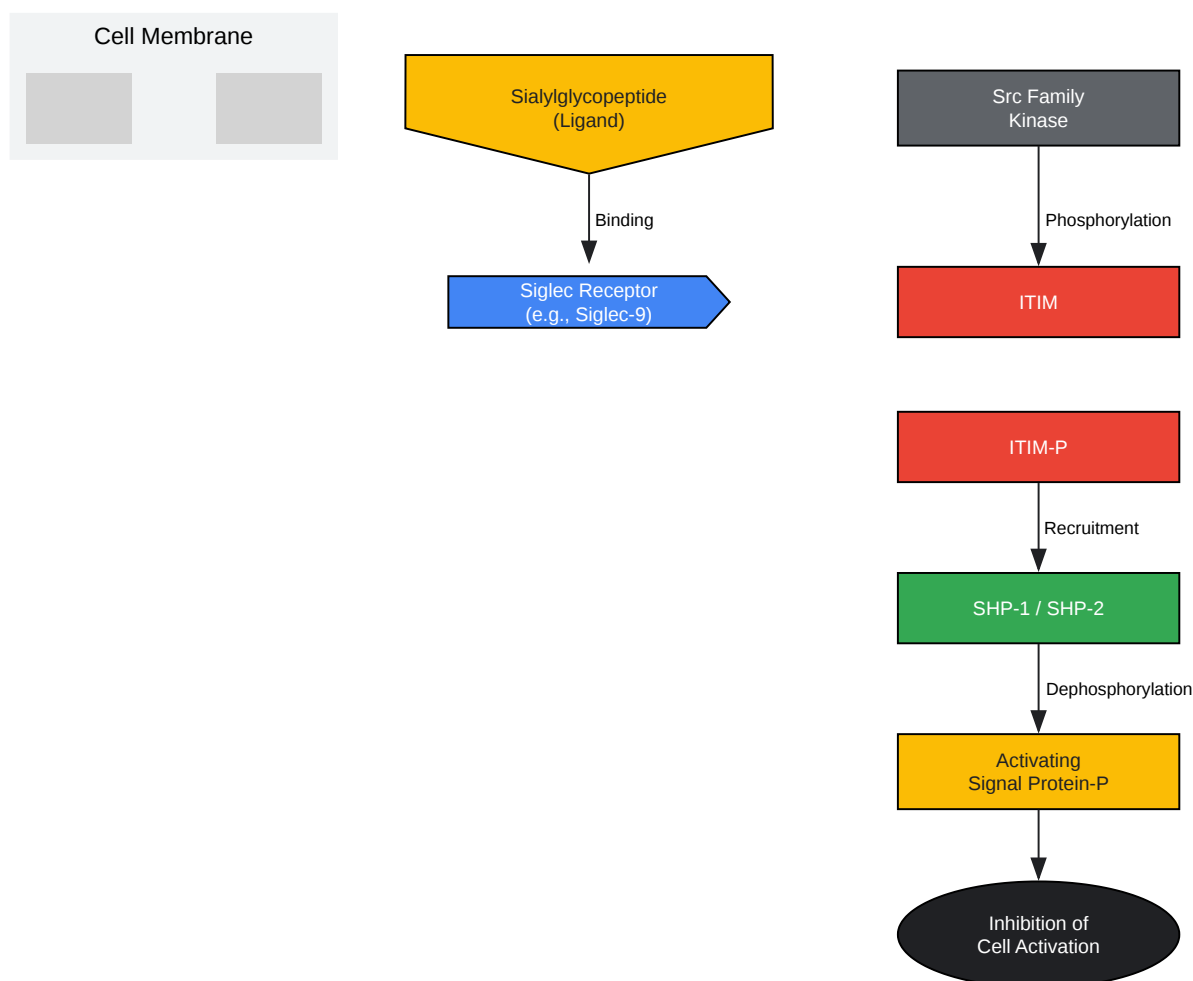 Cell Membrane
Sialylglycopeptide
(Ligand)
Binding
Siglec Receptor
(e.g., Siglec-9)
Src Family
Kinase
Phosphorylation
ITIM
ITIM-P
Recruitment
SHP-1 / SHP-2
Dephosphorylation
Activating
Signal Protein-P
Inhibition of
Cell Activation